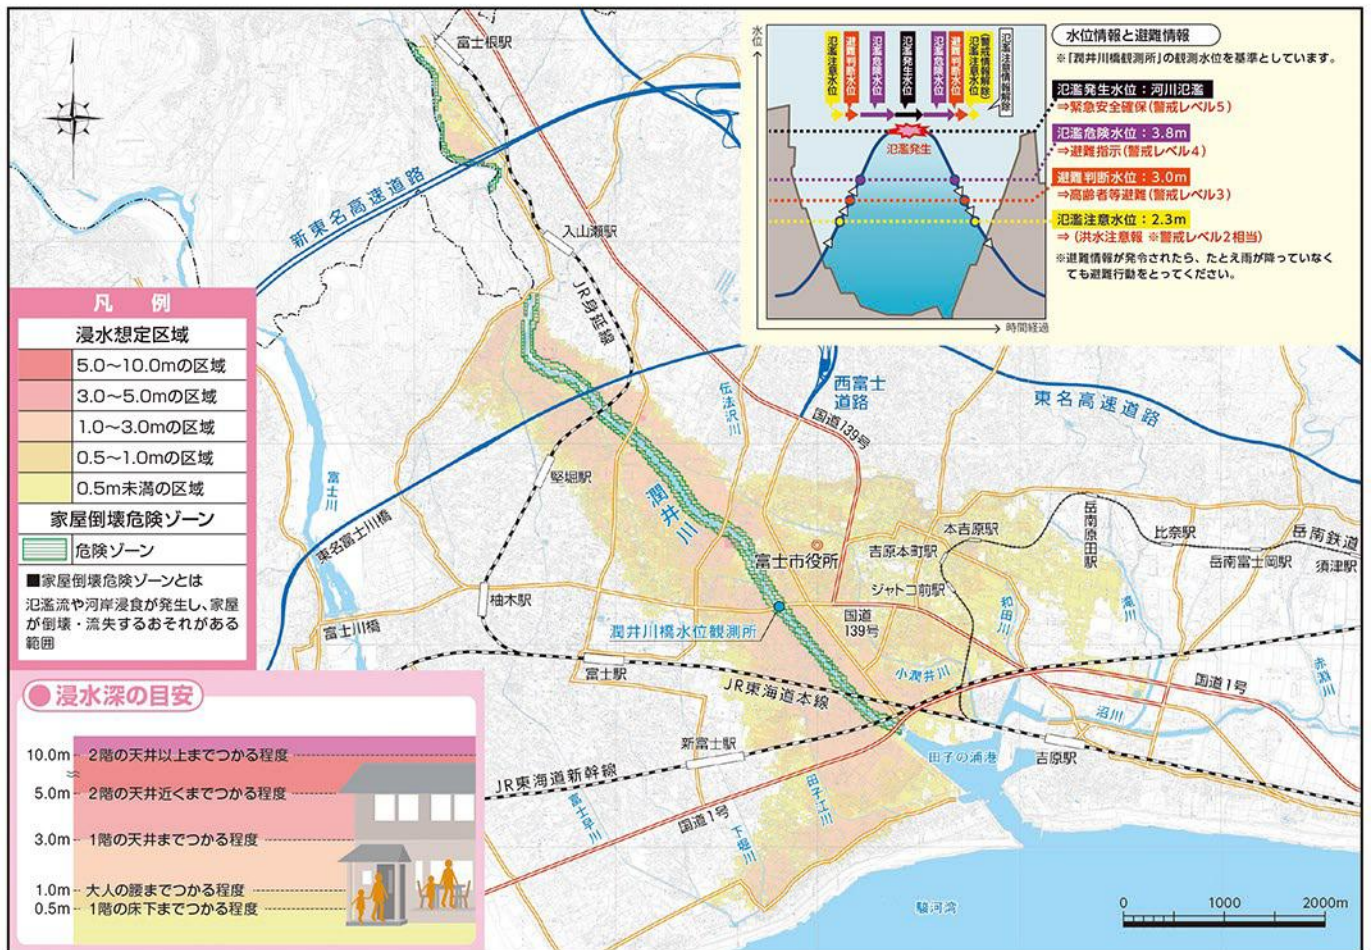 富士根駅
新東名高速道路
入山瀬駅
JR身延線
水位
氾濫注意水位
避難判断水位
氾濫危険水位
氾濫発生水位
氾濫危険水位
避難判断水位
氾濫注意水位
(警戒情報解除)
氾濫注意情報解除
氾濫発生
時間経過
水位情報と避難情報
※「潤井川橋観測所」の観測水位を基準としています。
氾濫発生水位:河川氾濫
⇒緊急安全確保(警戒レベル5)
氾濫危険水位:3.8m
⇒避難指示(警戒レベル4)
避難判断水位:3.0m
⇒高齢者等避難(警戒レベル3)
氾濫注意水位:2.3m
⇒(洪水注意報 ※警戒レベル2相当)
※避難情報が発令されたら、たとえ雨が降っていなく
ても避難行動をとってください。
凡 例
浸水想定区域
5.0~10.0mの区域
3.0~5.0mの区域
1.0~3.0mの区域
0.5~1.0mの区域
0.5m未満の区域
家屋倒壊危険ゾーン
危険ゾーン
■家屋倒壊危険ゾーンとは
氾濫流や河岸浸食が発生し、家屋
が倒壊・流失するおそれがある
範囲
伝法沢川
西富士
道路
国道139号
東名高速道路
富士川
東名富士川橋
竪堀駅
潤井川
富士市役所
本吉原駅
吉原本町駅
ジャトコ前駅
岳南原田駅
比奈駅
岳南鉄道
岳南富士岡駅
須津駅
柚木駅
富士川橋
潤井川橋水位観測所
国道
139号
和田川
滝川
富士駅
JR東海道本線
小潤井川
国道1号
赤淵川
沼川
新富士駅
田子の浦港
吉原駅
JR東海道新幹線
富士早川
国道1号
下堀川
田子江川
駿河湾
0 1000 2000m
●浸水深の目安
10.0m 2階の天井以上までつかる程度
5.0m 2階の天井近くまでつかる程度
3.0m 1階の天井までつかる程度
1.0m 大人の腰までつかる程度
0.5m 1階の床下までつかる程度